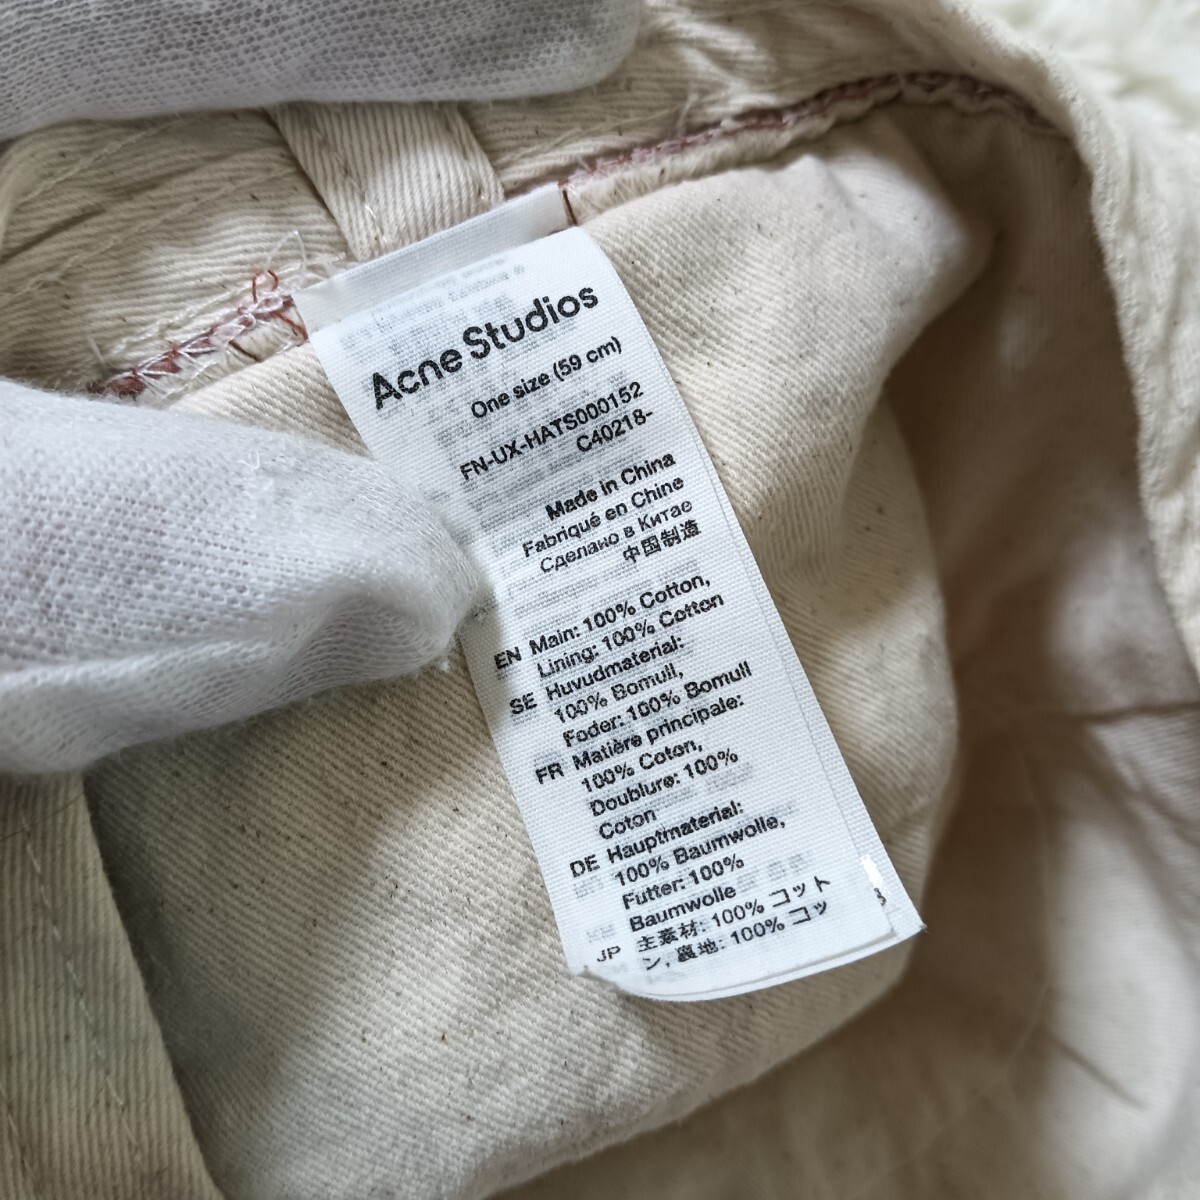 Acne Studios
One size (59 cm)
FN-UX-HATS000152
C40218-
Made in China
Fabriqué en Chine
Сделано в Китае
中国制造
EN Main: 100% Cotton,
Lining: 100% Cotton
SE Huvudmaterial:
100% Bomull,
Foder: 100% Bomull
FR Matière principale:
100% Coton,
Doublure: 100%
Coton
DE Hauptmaterial:
100% Baumwolle,
Futter: 100%
Baumwolle
JP 主素材: 100% コット
ン, 裏地: 100% コッ